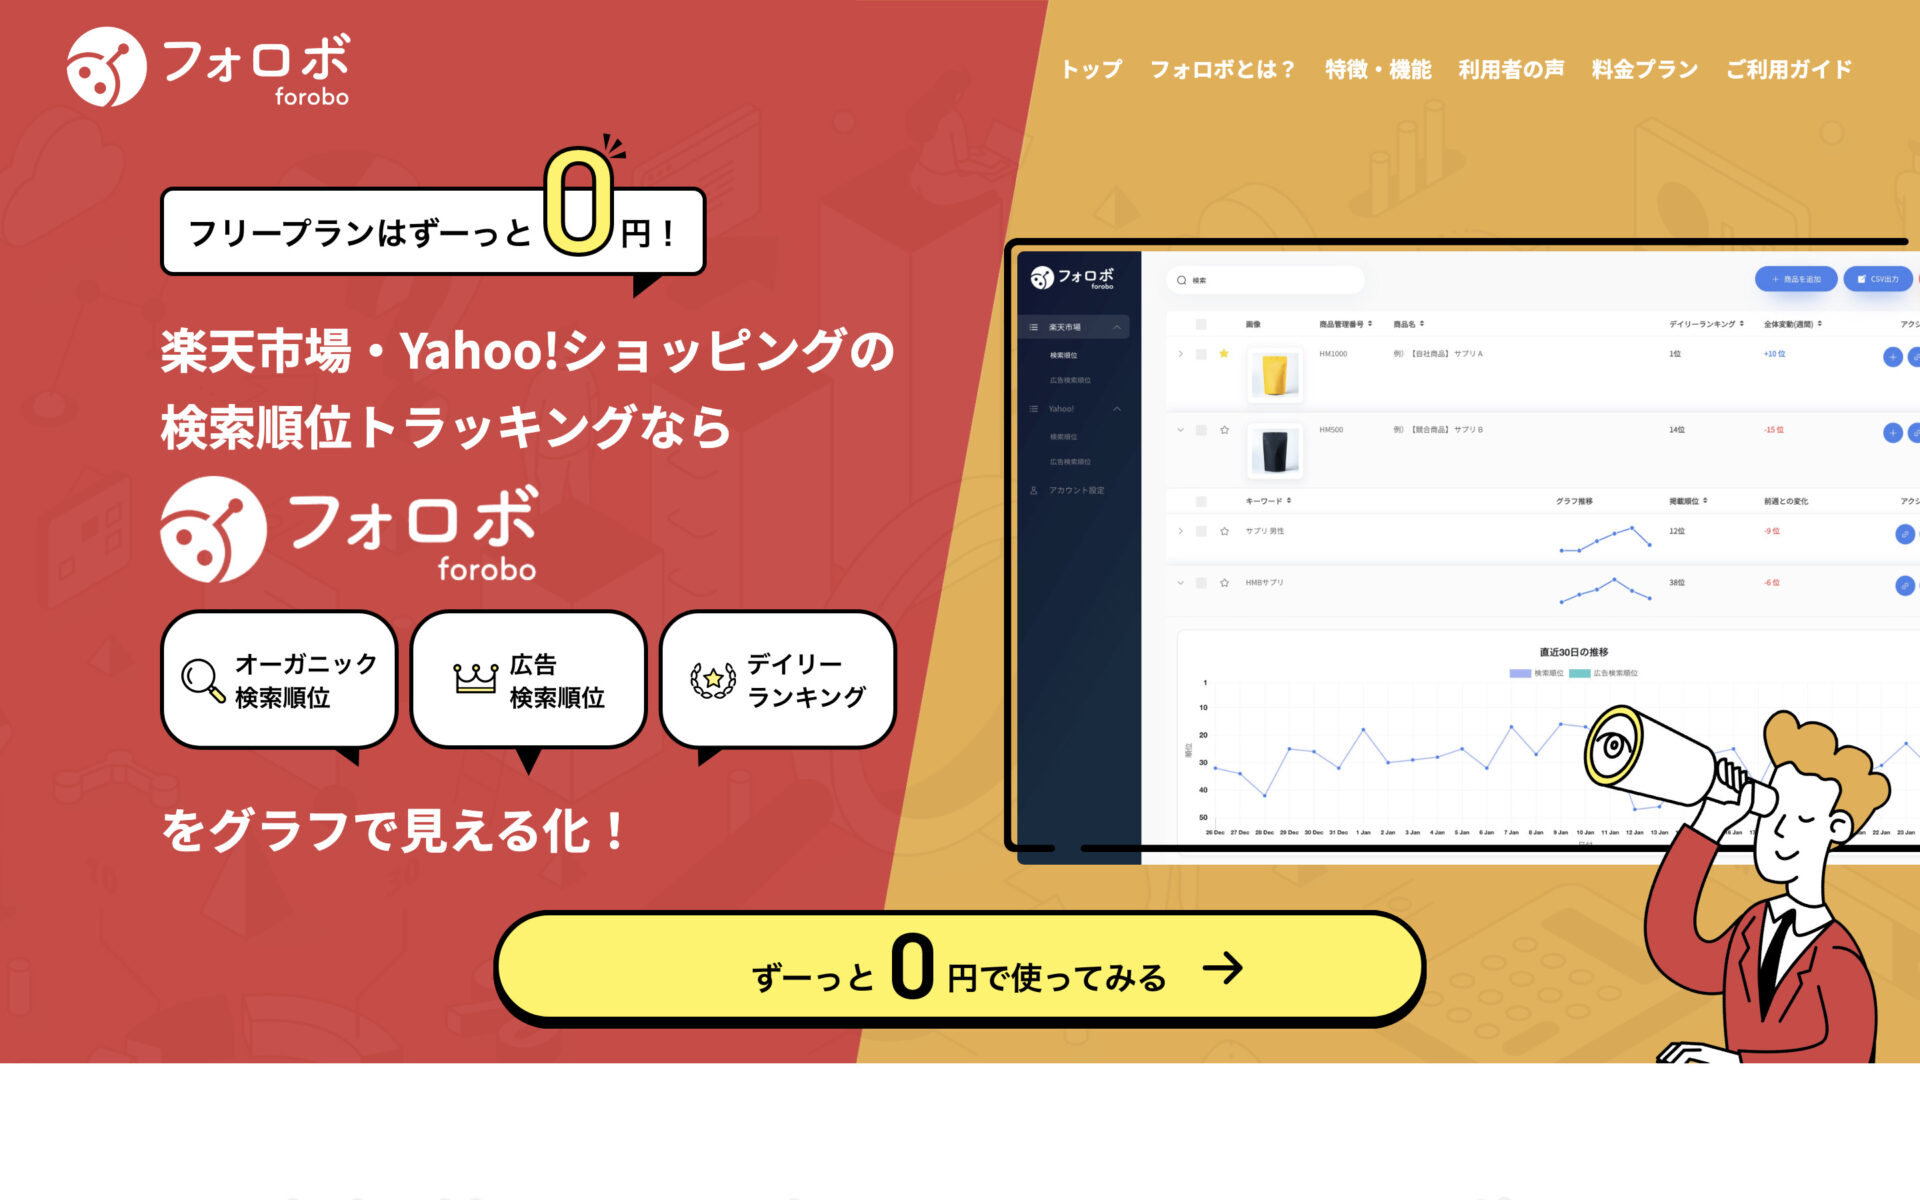 フォロボ
forobo
トップ フォロボとは？ 特徴・機能 利用者の声 料金プラン ご利用ガイド
フリープランはずーっと0円！
楽天市場・Yahoo!ショッピングの
検索順位トラッキングなら
フォロボ
forobo
オーガニック
検索順位
広告
検索順位
デイリー
ランキング
をグラフで見える化！
フォロボ
forobo
楽天市場
検索順位
広告検索順位
Yahoo!
検索順位
広告検索順位
アカウント設定
検索
+ 商品を追加
CSV出力
画像 商品管理番号 商品名 デイリーランキング 全体変動(週間)
HM1000 例）【自社商品】 サプリ A 1位 +10 位
HM500 例）【競合商品】 サプリ B 14位 -15 位
キーワード グラフ推移 掲載順位 前週との変化
サプリ 男性 12位 -9 位
HMBサプリ 38位 -6 位
直近30日の推移
検索順位 広告検索順位
順位
1
10
20
30
40
50
26 Dec 27 Dec 28 Dec 29 Dec 30 Dec 31 Dec 1 Jan 2 Jan 3 Jan 4 Jan 5 Jan 6 Jan 7 Jan 8 Jan 9 Jan 10 Jan 11 Jan 12 Jan 13 Jan 22 Jan 23 Jan
ずーっと0円で使ってみる →